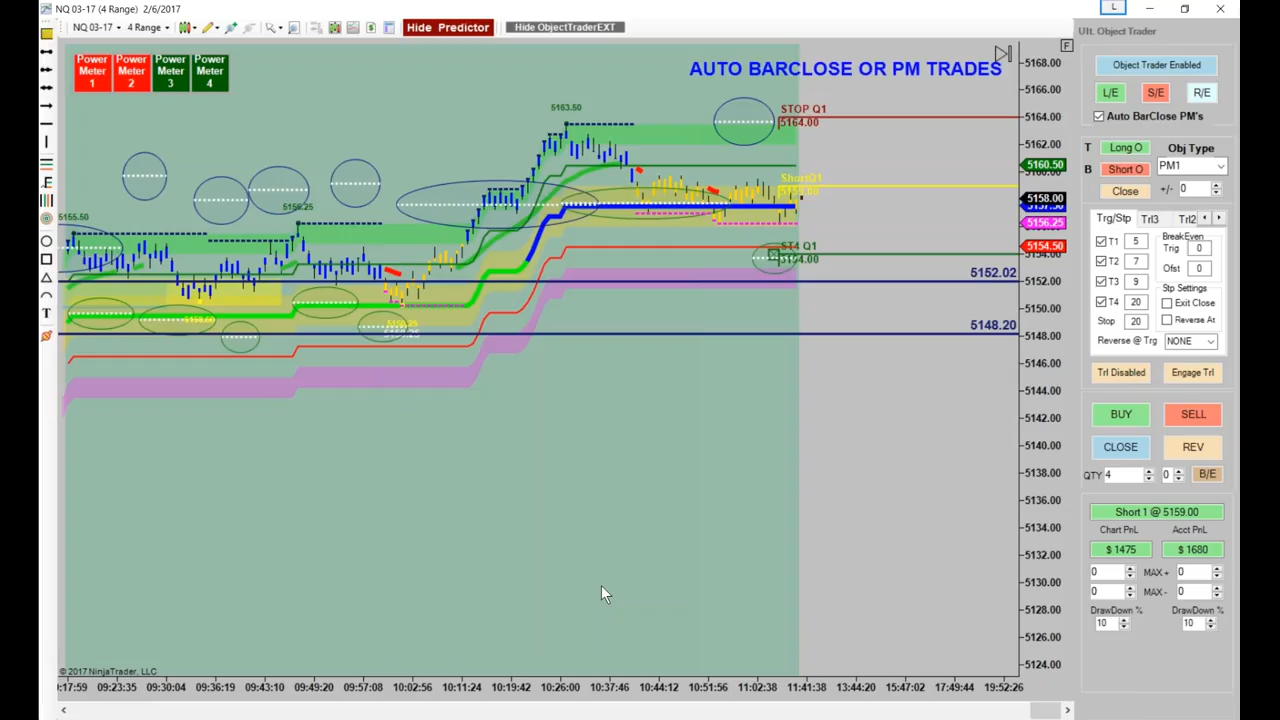 NQ 03-17 (4 Range) 2/6/2017
L
NQ 03-17 4 Range
Hide Predictor
Hide ObjectTraderEXT
Ult. Object Trader
F
Power Meter 1
Power Meter 2
Power Meter 3
Power Meter 4
AUTO BARCLOSE OR PM TRADES
5163.50
STOP Q1
5164.00
ShortQ1
5159.00
5155.50
5156.25
ST4 Q1
5154.00
5152.02
5148.20
© 2017 NinjaTrader, LLC
5168.00
5166.00
5164.00
5162.00
5160.50
5158.00
5156.25
5154.50
5152.00
5150.00
5148.00
5146.00
5144.00
5142.00
5140.00
5138.00
5136.00
5134.00
5132.00
5130.00
5128.00
5126.00
5124.00
09:23:35 09:30:04 09:36:19 09:43:10 09:49:20 09:57:08 10:02:56 10:11:24 10:19:42 10:26:00 10:37:46 10:44:12 10:51:56 11:02:38 11:41:38 13:44:20 15:47:02 17:49:44 19:52:26
Object Trader Enabled
L/E S/E R/E
Auto BarClose PM's
T Long O Obj Type
B Short O PM1
Close +/- 0
Trg/Stp Trl3 Trl2
T1 5
T2 7
T3 9
T4 20
Stop 20
BreakEven
Trig 0
Ofst 0
Stp Settings
Exit Close
Reverse At
Reverse @ Trg NONE
Trl Disabled Engage Trl
BUY SELL
CLOSE REV
QTY 4 0 B/E
Short 1 @ 5159.00
Chart PnL Acct PnL
$ 1475 $ 1680
0 MAX + 0
0 MAX - 0
DrawDown % DrawDown %
10 10